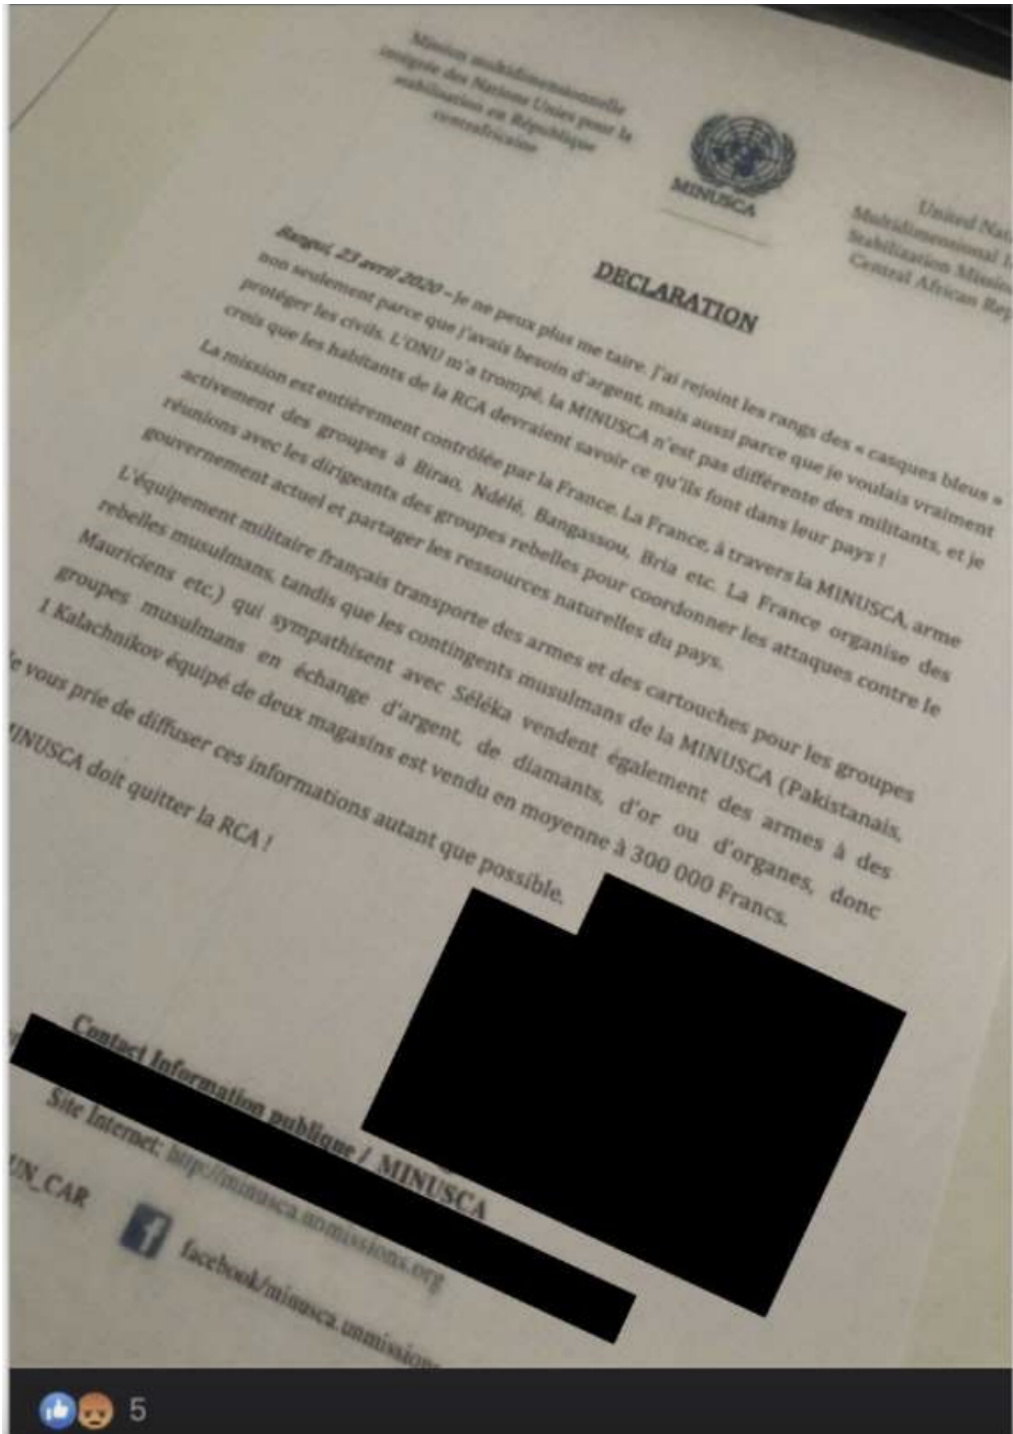 Mission multidimensionnelle
intégrée des Nations Unies pour la
stabilisation en République
centrafricaine
MINUSCA
United Nat
Multidimensional I
Stabilization Mission
Central African Rep
DECLARATION
Bangui, 23 avril 2020 – Je ne peux plus me taire. J'ai rejoint les rangs des « casques bleus »
non seulement parce que j'avais besoin d'argent, mais aussi parce que je voulais vraiment
protéger les civils. L'ONU m'a trompé, la MINUSCA n'est pas différente des militants, et je
crois que les habitants de la RCA devraient savoir ce qu'ils font dans leur pays !
La mission est entièrement contrôlée par la France. La France, à travers la MINUSCA, arme
activement des groupes à Birao, Ndélé, Bangassou, Bria etc. La France organise des
réunions avec les dirigeants des groupes rebelles pour coordonner les attaques contre le
gouvernement actuel et partager les ressources naturelles du pays.
L'équipement militaire français transporte des armes et des cartouches pour les groupes
rebelles musulmans, tandis que les contingents musulmans de la MINUSCA (Pakistanais,
Mauriciens etc.) qui sympathisent avec Séléka vendent également des armes à des
groupes musulmans en échange d'argent, de diamants, d'or ou d'organes, donc
1 Kalachnikov équipé de deux magasins est vendu en moyenne à 300 000 Francs.
Je vous prie de diffuser ces informations autant que possible.
MINUSCA doit quitter la RCA !
Contact Information publique / MINUSCA
Site Internet: http://minusca.unmissions.org
UN_CAR
facebook/minusca.unmissions
5